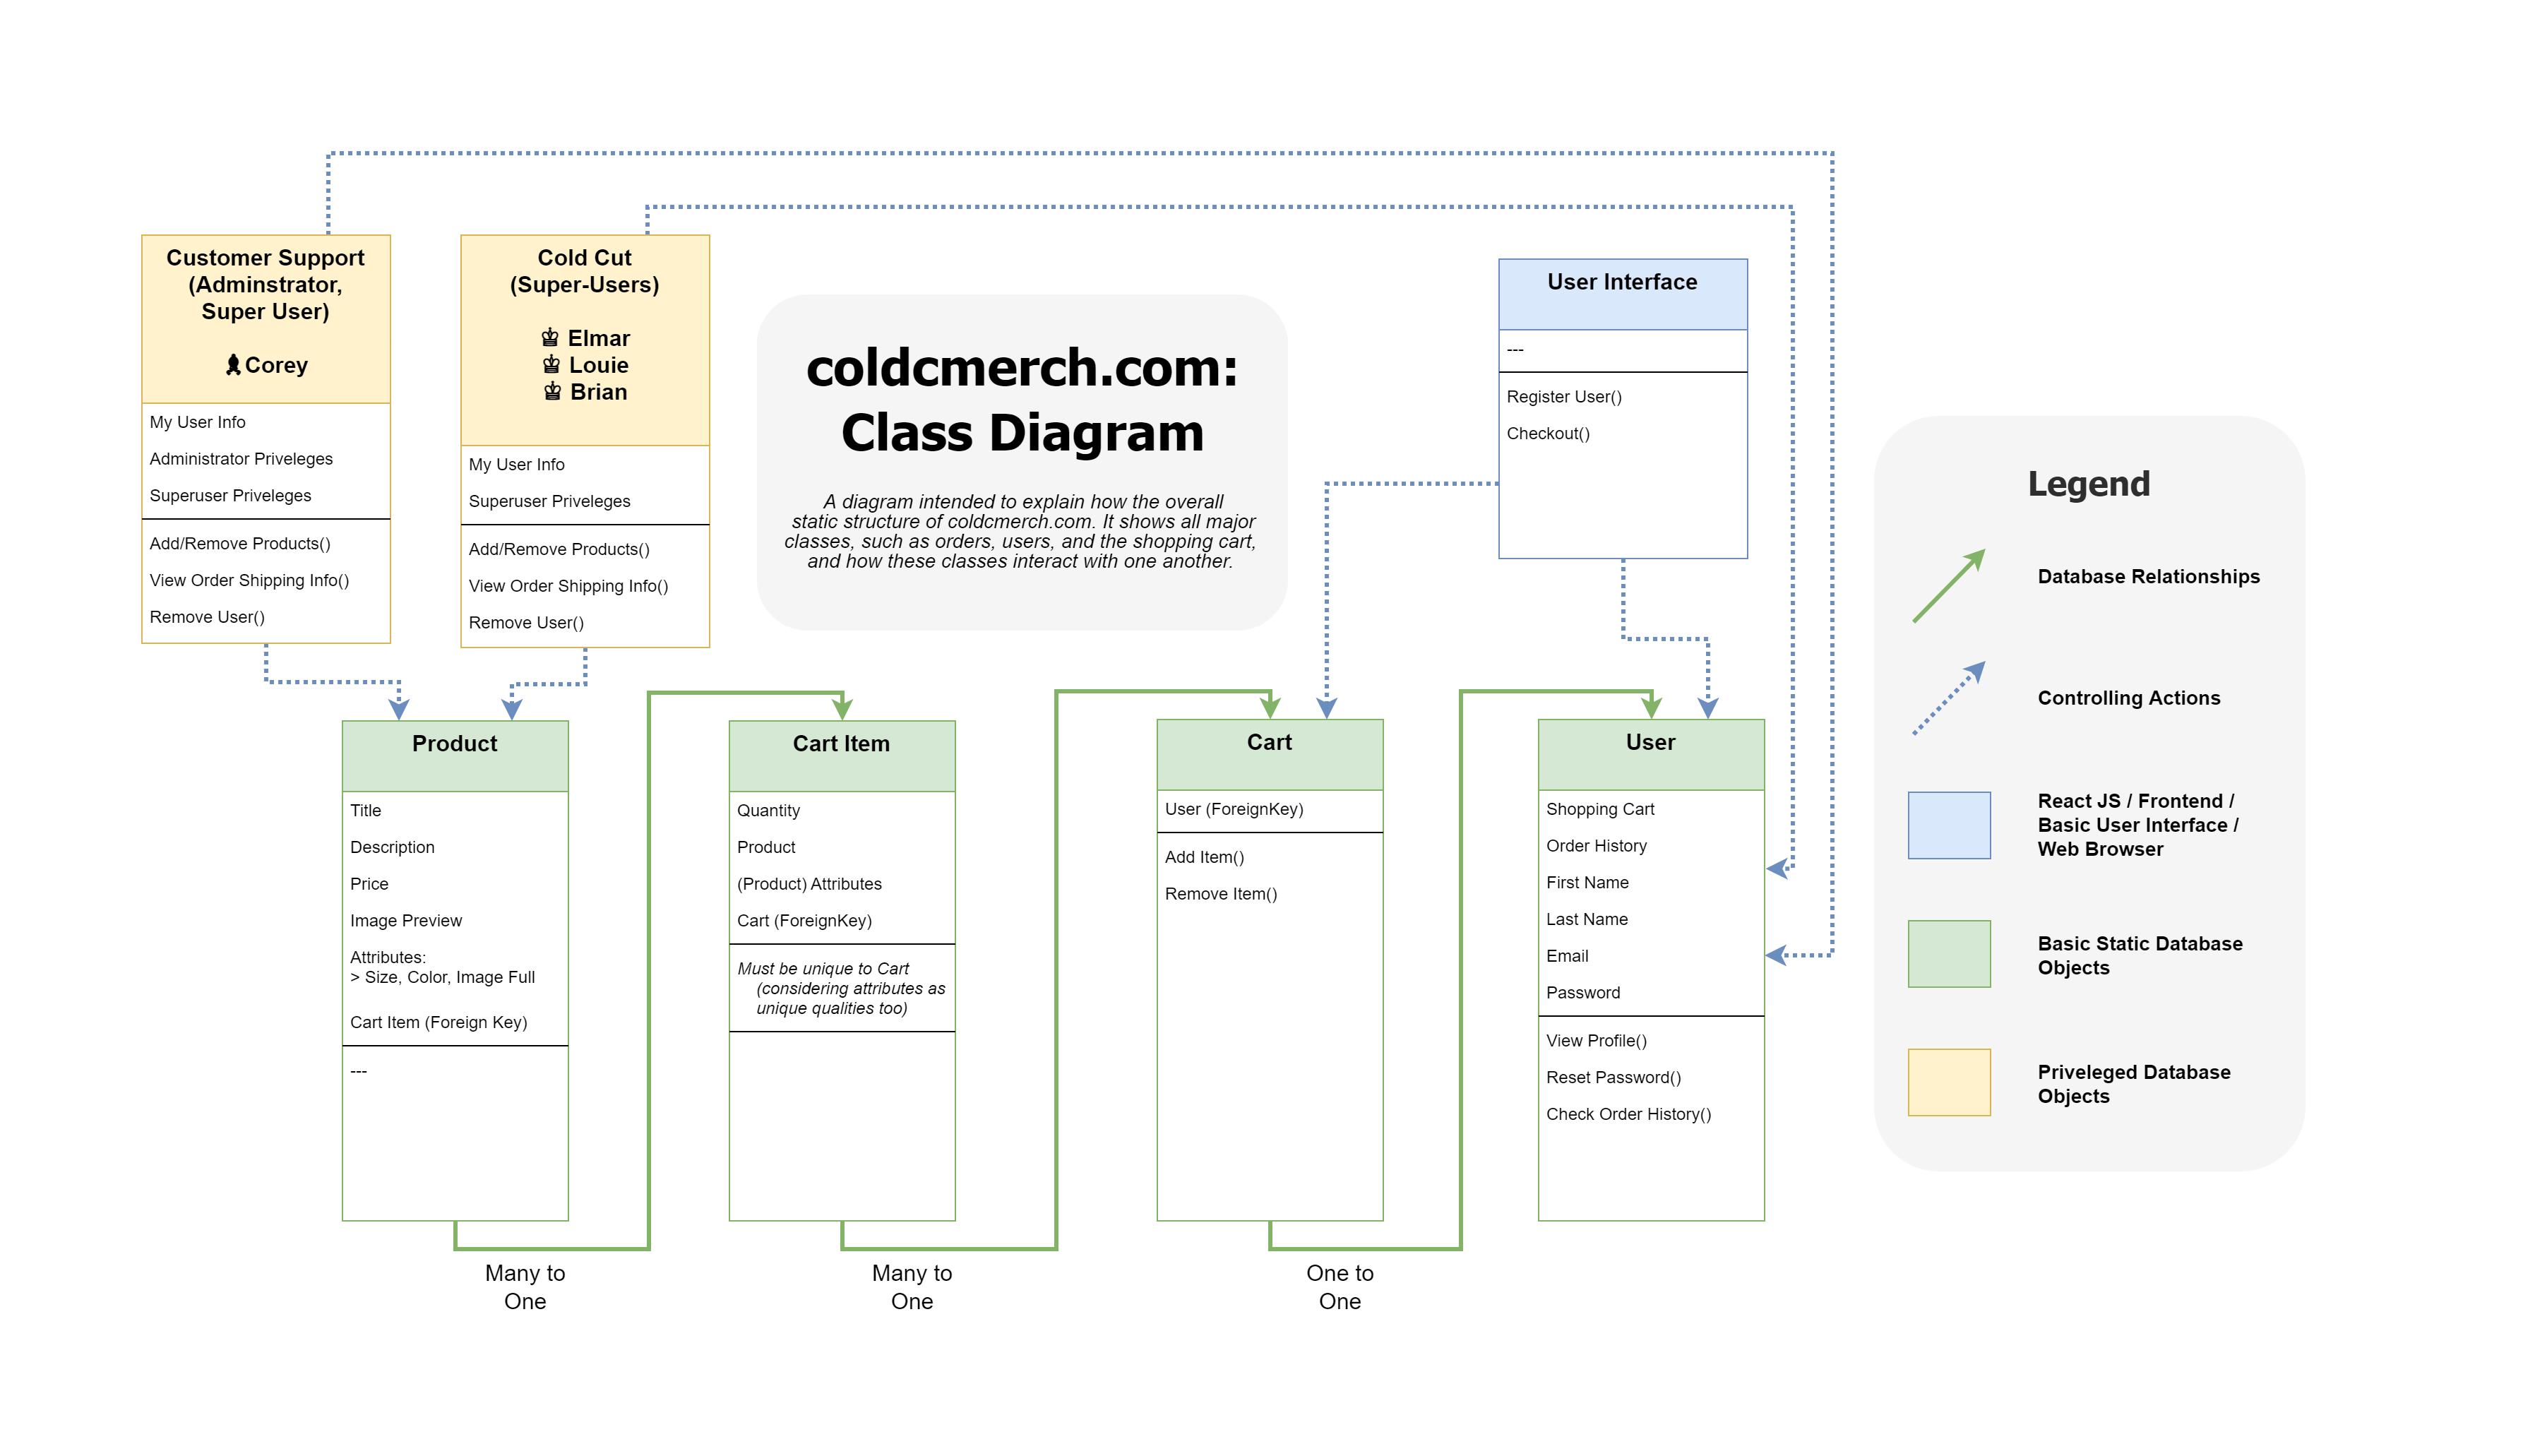 Customer Support
(Adminstrator,
Super User)
♝Corey
My User Info
Administrator Priveleges
Superuser Priveleges
Add/Remove Products()
View Order Shipping Info()
Remove User()
Cold Cut
(Super-Users)
♔ Elmar
♔ Louie
♔ Brian
My User Info
Superuser Priveleges
Add/Remove Products()
View Order Shipping Info()
Remove User()
coldcmerch.com:
Class Diagram
A diagram intended to explain how the overall
static structure of coldcmerch.com. It shows all major
classes, such as orders, users, and the shopping cart,
and how these classes interact with one another.
User Interface
---
Register User()
Checkout()
Product
Title
Description
Price
Image Preview
Attributes:
> Size, Color, Image Full
Cart Item (Foreign Key)
---
Many to
One
Cart Item
Quantity
Product
(Product) Attributes
Cart (ForeignKey)
Must be unique to Cart
(considering attributes as
unique qualities too)
Many to
One
Cart
User (ForeignKey)
Add Item()
Remove Item()
One to
One
User
Shopping Cart
Order History
First Name
Last Name
Email
Password
View Profile()
Reset Password()
Check Order History()
Legend
Database Relationships
Controlling Actions
React JS / Frontend /
Basic User Interface /
Web Browser
Basic Static Database
Objects
Priveleged Database
Objects